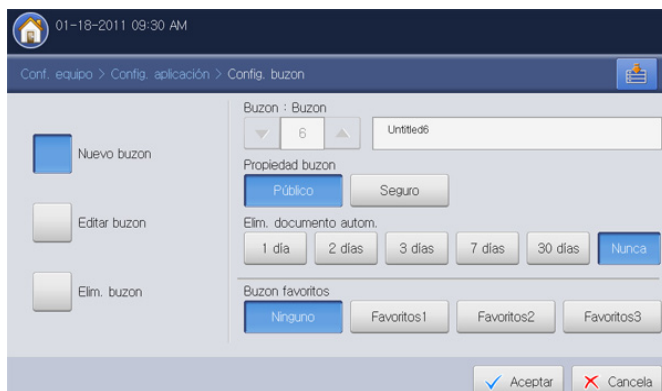 01-18-2011 09:30 AM
Conf. equipo > Config. aplicación > Config. buzon
Nuevo buzon
Editar buzon
Elim. buzon
Buzon : Buzon
6
Untitled6
Propiedad buzon
Público Seguro
Elim. documento autom.
1 día 2 días 3 días 7 días 30 días Nunca
Buzon favoritos
Ninguno Favoritos1 Favoritos2 Favoritos3
Aceptar Cancela